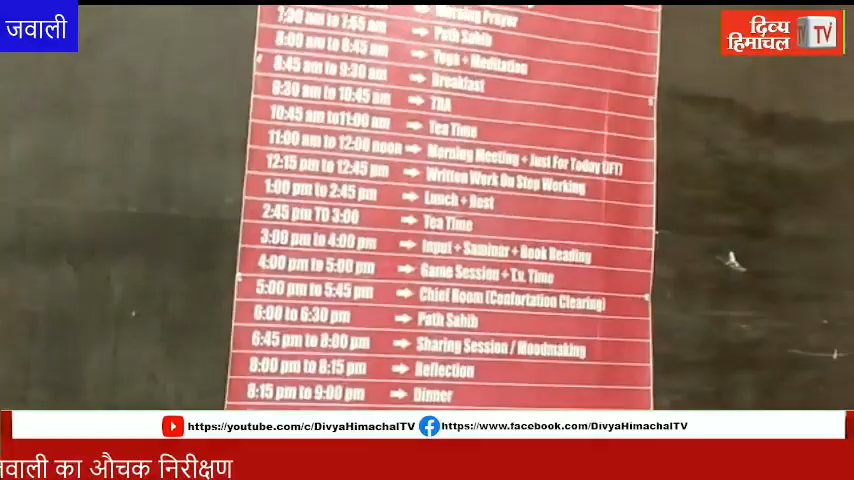 जवाली
दिव्य
हिमाचल
TV
Morning Prayer
7:30 am to 7:55 am Path Sahib
8:00 am to 8:45 am Yoga + Meditation
8:45 am to 9:30 am Breakfast
9:30 am to 10:45 am TBA
10:45 am to11:00 am Tea Time
11:00 am to 12:00 noon Morning Meeting + Just For Today (JFT)
12:15 pm to 12:45 pm Written Work On Step Working
1:00 pm to 2:45 pm Lunch + Rest
2:45 pm TO 3:00 Tea Time
3:00 pm to 4:00 pm Input + Saminar + Book Reading
4:00 pm to 5:00 pm Game Session + T.v. Time
5:00 pm to 5:45 pm Chief Room (Confortation Clearing)
6:00 to 6:30 pm Path Sahib
6:45 pm to 8:00 pm Sharing Session / Moodmaking
8:00 pm to 8:15 pm Reflection
8:15 pm to 9:00 pm Dinner
https://youtube.com/c/DivyaHimachalTV https://www.facebook.com/DivyaHimachalTV
का औचक निरीक्षण